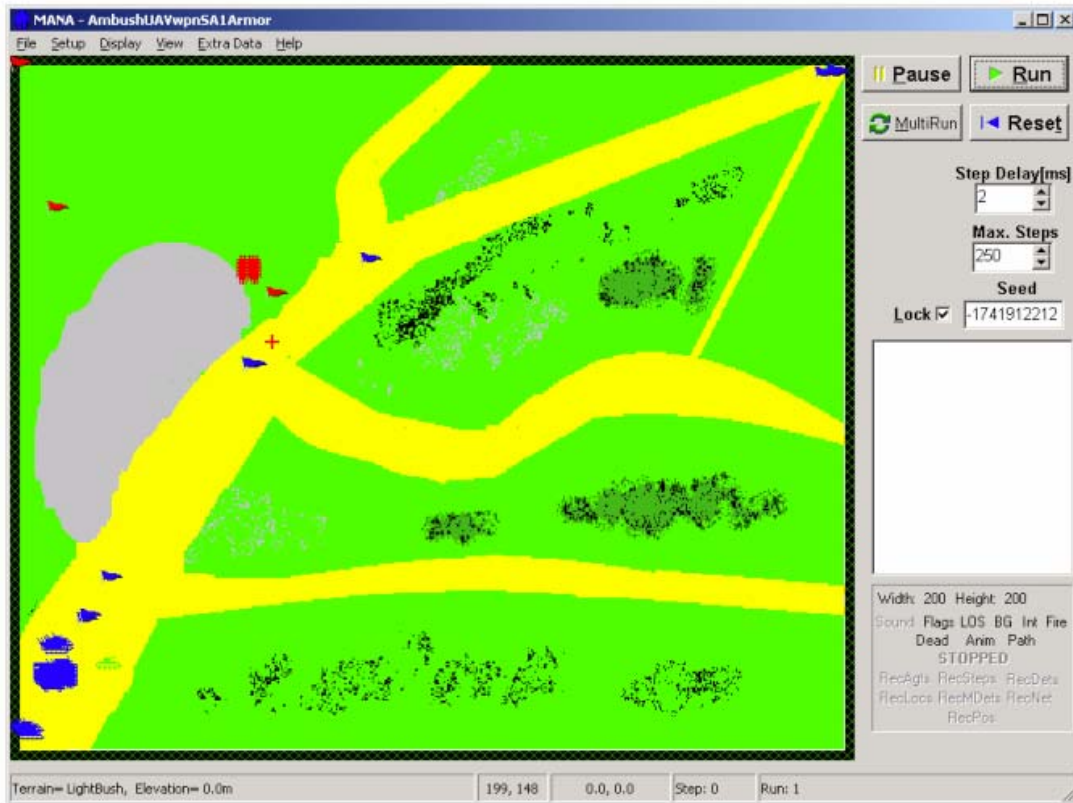 MANA - AmbushUAVwpnSA1Armor
File Setup Display View Extra Data Help
Pause Run
MultiRun Reset
Step Delay[ms]
2
Max. Steps
250
Seed
Lock -1741912212
Width: 200 Height: 200
Sound Flags LOS BG Int Fire
Dead Anim Path
STOPPED
RecAgts RecSteps RecDets
RecLocs RecMDets RecNet
RecPos
Terrain= LightBush, Elevation= 0.0m 199, 148 0.0, 0.0 Step: 0 Run: 1